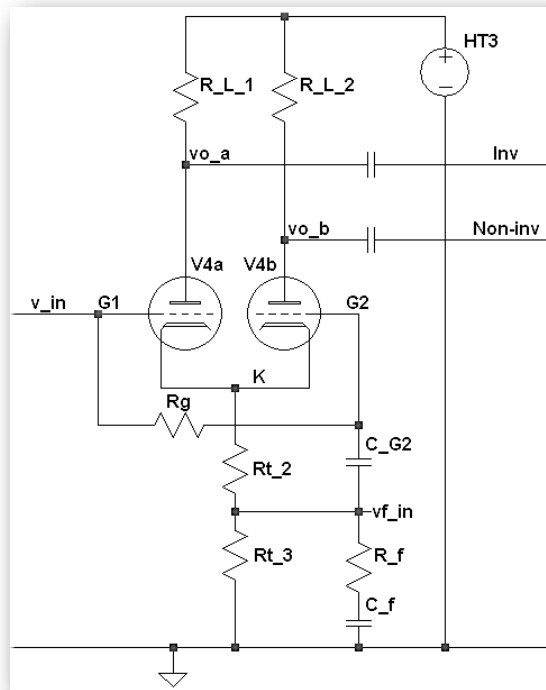 HT3
R_L_1
R_L_2
vo_a
Inv
vo_b
Non-inv
V4a
V4b
v_in
G1
G2
K
Rg
C_G2
Rt_2
vf_in
Rt_3
R_f
C_f